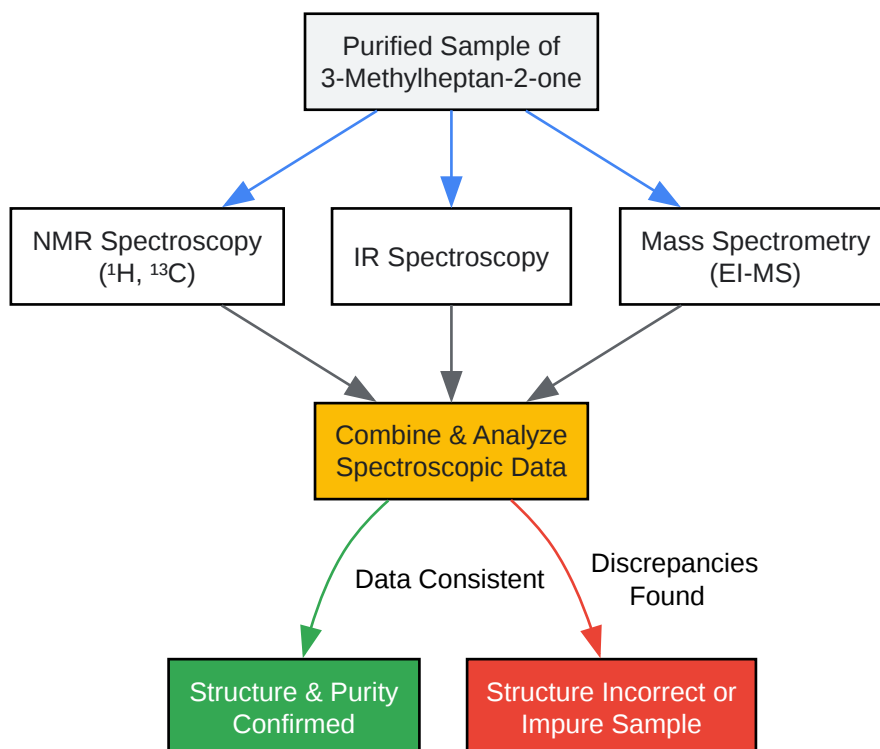 Purified Sample of
3-Methylheptan-2-one
NMR Spectroscopy
(¹H, ¹³C)
IR Spectroscopy
Mass Spectrometry
(EI-MS)
Combine & Analyze
Spectroscopic Data
Data Consistent
Discrepancies
Found
Structure & Purity
Confirmed
Structure Incorrect or
Impure Sample